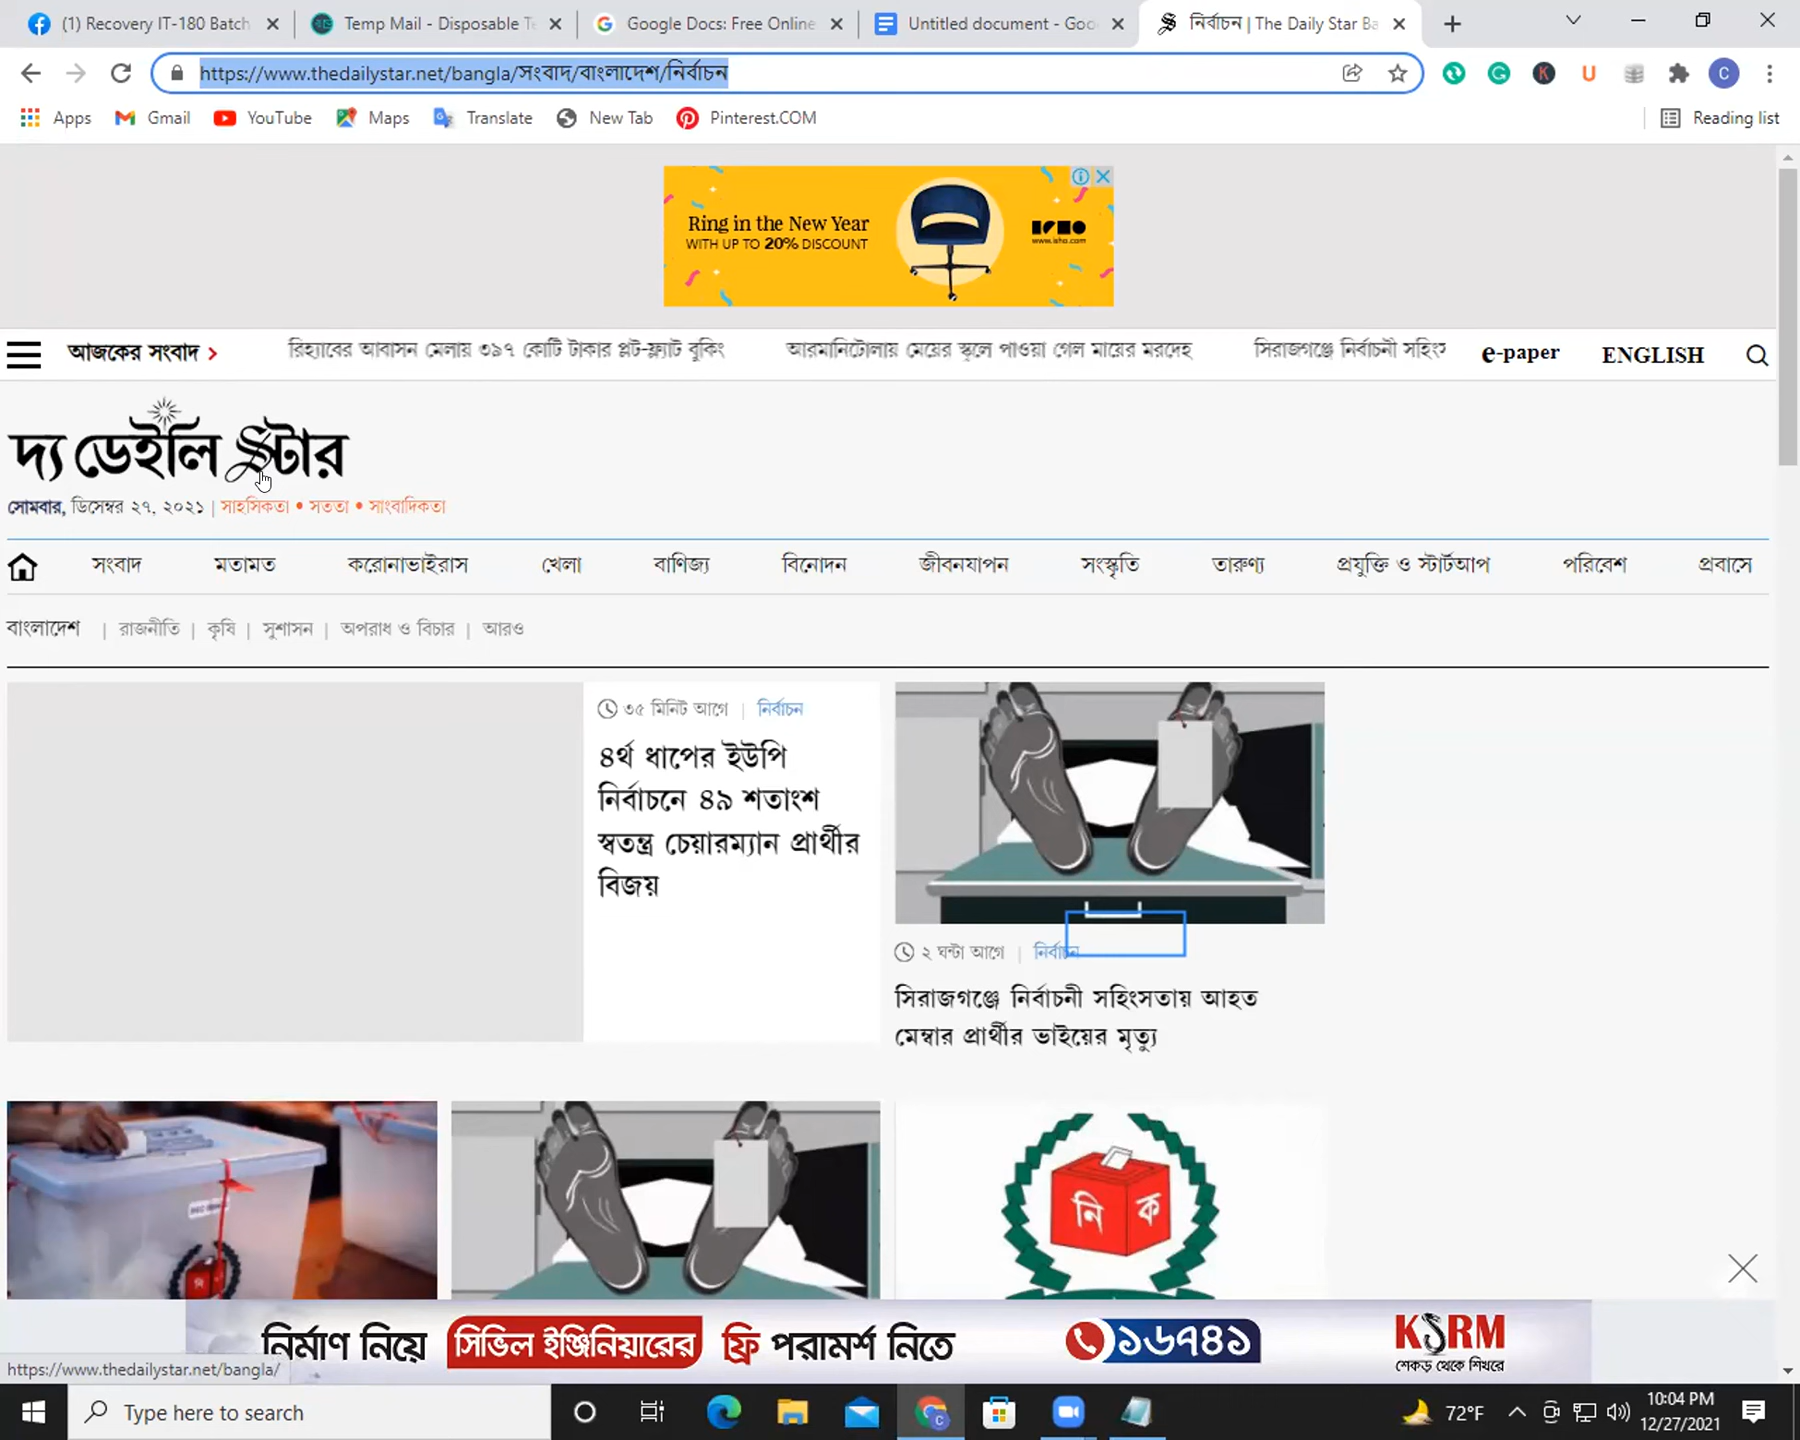 (1) Recovery IT-180 Batch
Temp Mail - Disposable Te
Google Docs: Free Online
Untitled document - Goo
নির্বাচন | The Daily Star Ba
https://www.thedailystar.net/bangla/সংবাদ/বাংলাদেশ/নির্বাচন
C
Apps
Gmail
YouTube
Maps
Translate
New Tab
Pinterest.COM
Reading list
Ring in the New Year
WITH UP TO 20% DISCOUNT
www.isho.com
আজকের সংবাদ
রিহ্যাবের আবাসন মেলায় ৩৯৭ কোটি টাকার প্লট-ফ্ল্যাট বুকিং
আরমানিটোলায় মেয়ের স্কুলে পাওয়া গেল মায়ের মরদেহ
সিরাজগঞ্জে নির্বাচনী সহিংস
e-paper
ENGLISH
দ্য ডেইলি স্টার
সোমবার, ডিসেম্বর ২৭, ২০২১ | সাহসিকতা • সততা • সাংবাদিকতা
সংবাদ
মতামত
করোনাভাইরাস
খেলা
বাণিজ্য
বিনোদন
জীবনযাপন
সংস্কৃতি
তারুণ্য
প্রযুক্তি ও স্টার্টআপ
পরিবেশ
প্রবাসে
বাংলাদেশ | রাজনীতি | কৃষি | সুশাসন | অপরাধ ও বিচার | আরও
৩৫ মিনিট আগে | নির্বাচন
৪র্থ ধাপের ইউপি
নির্বাচনে ৪৯ শতাংশ
স্বতন্ত্র চেয়ারম্যান প্রার্থীর
বিজয়
২ ঘন্টা আগে | নির্বাচন
সিরাজগঞ্জে নির্বাচনী সহিংসতায় আহত
মেম্বার প্রার্থীর ভাইয়ের মৃত্যু
নি ক
নির্মাণ নিয়ে সিভিল ইঞ্জিনিয়ারের ফ্রি পরামর্শ নিতে
১৬৭৪১
KSRM
শেকড় থেকে শিখরে
https://www.thedailystar.net/bangla/
Type here to search
72°F
10:04 PM
12/27/2021